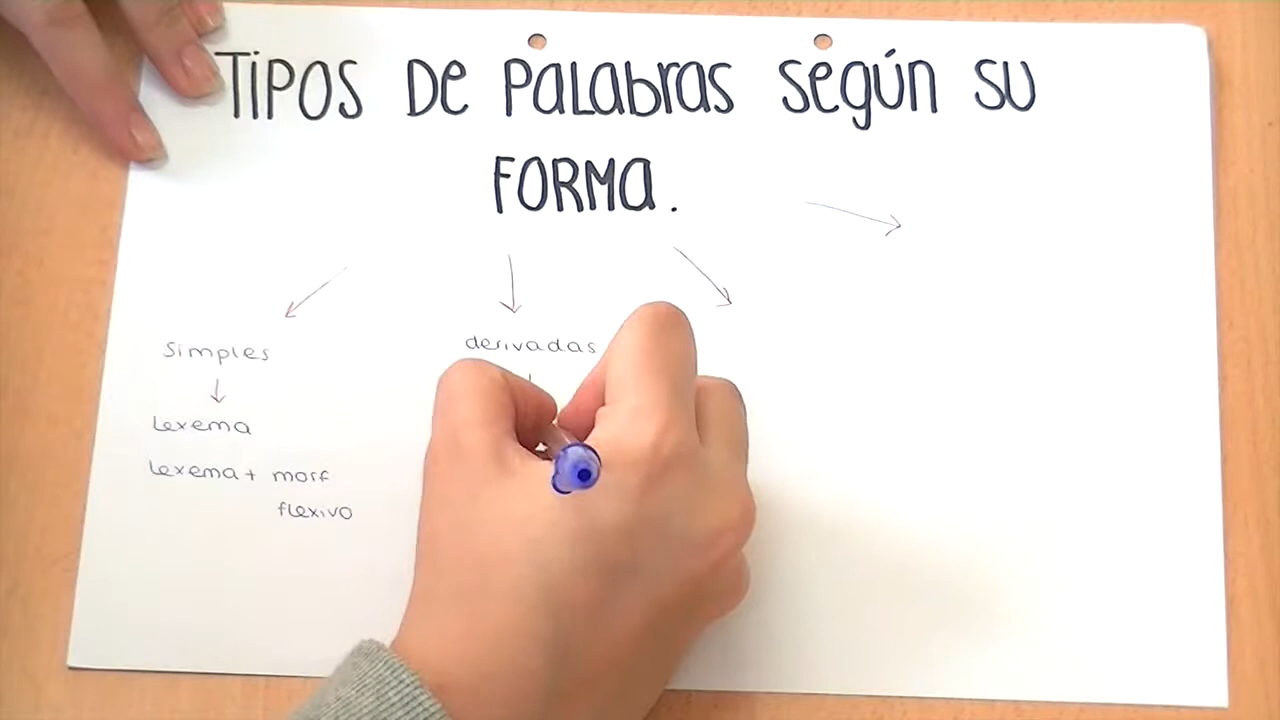 TIPOS De PaLabras según su
FORMa.
simples
derivadas
Lexema
Lexema + morf
flexivo